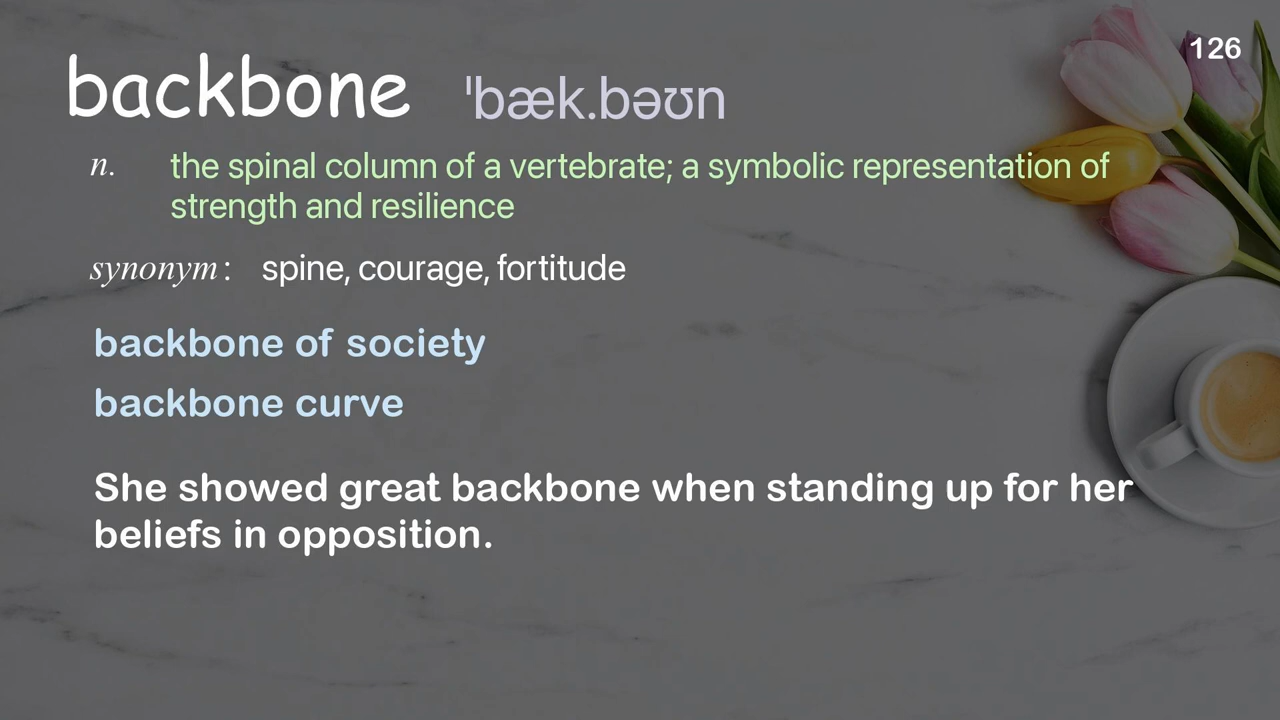 126
backbone ˈbæk.bəʊn
n. the spinal column of a vertebrate; a symbolic representation of
strength and resilience
synonym: spine, courage, fortitude
backbone of society
backbone curve
She showed great backbone when standing up for her
beliefs in opposition.